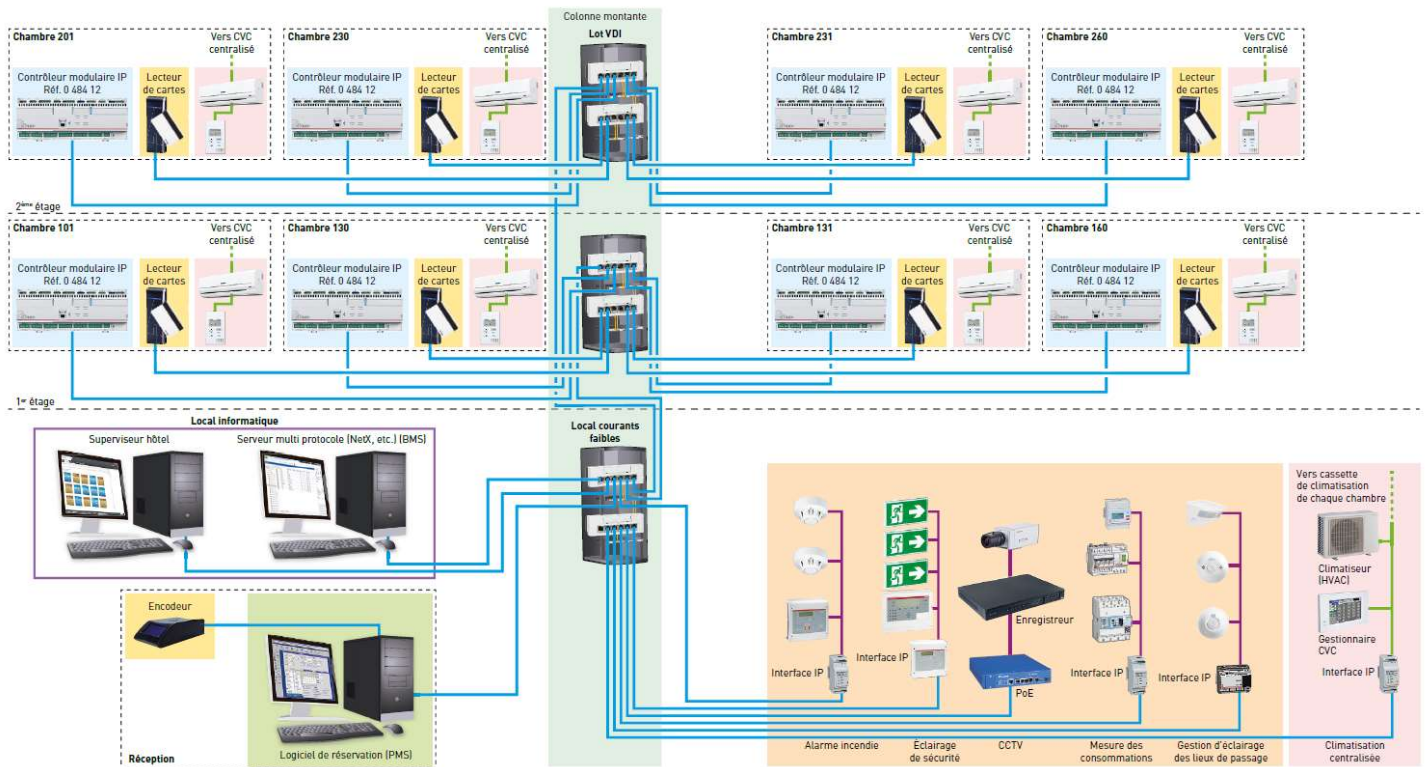 Colonne montante
Lot VDI
Chambre 201
Vers CVC
centralisé
Contrôleur modulaire IP
Réf. 0 484 12
Lecteur
de cartes
Chambre 230
Vers CVC
centralisé
Contrôleur modulaire IP
Réf. 0 484 12
Lecteur
de cartes
Chambre 231
Vers CVC
centralisé
Contrôleur modulaire IP
Réf. 0 484 12
Lecteur
de cartes
Chambre 260
Vers CVC
centralisé
Contrôleur modulaire IP
Réf. 0 484 12
Lecteur
de cartes
2ème étage
Chambre 101
Vers CVC
centralisé
Contrôleur modulaire IP
Réf. 0 484 12
Lecteur
de cartes
Chambre 130
Vers CVC
centralisé
Contrôleur modulaire IP
Réf. 0 484 12
Lecteur
de cartes
Chambre 131
Vers CVC
centralisé
Contrôleur modulaire IP
Réf. 0 484 12
Lecteur
de cartes
Chambre 160
Vers CVC
centralisé
Contrôleur modulaire IP
Réf. 0 484 12
Lecteur
de cartes
1er étage
Local informatique
Superviseur hôtel
Serveur multi protocole (NetX, etc.) (BMS)
Local courants
faibles
Encodeur
Logiciel de réservation (PMS)
Réception
Interface IP
Alarme incendie
Interface IP
Éclairage
de sécurité
Enregistreur
PoE
CCTV
Interface IP
Mesure des
consommations
Interface IP
Gestion d'éclairage
des lieux de passage
Vers cassette
de climatisation
de chaque chambre
Climatiseur
(HVAC)
Gestionnaire
CVC
Interface IP
Climatisation
centralisée